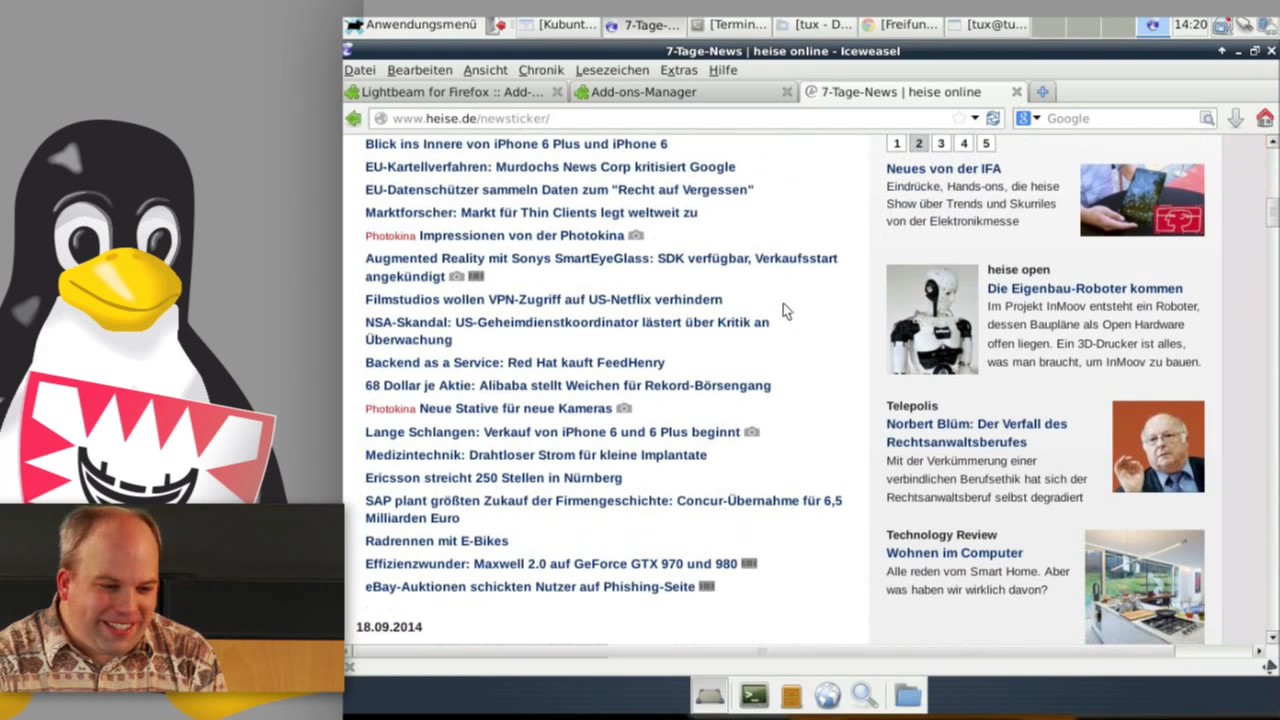 Anwendungsmenü [Kubunt... 7-Tage-... [Termin... [tux - D... [Freifun... [tux@tu... 14:20
7-Tage-News | heise online - Iceweasel
Datei Bearbeiten Ansicht Chronik Lesezeichen Extras Hilfe
Lightbeam for Firefox :: Add-... Add-ons-Manager 7-Tage-News | heise online
www.heise.de/newsticker/ Google
Blick ins Innere von iPhone 6 Plus und iPhone 6
EU-Kartellverfahren: Murdochs News Corp kritisiert Google
EU-Datenschützer sammeln Daten zum "Recht auf Vergessen"
Marktforscher: Markt für Thin Clients legt weltweit zu
Photokina Impressionen von der Photokina
Augmented Reality mit Sonys SmartEyeGlass: SDK verfügbar, Verkaufsstart
angekündigt
Filmstudios wollen VPN-Zugriff auf US-Netflix verhindern
NSA-Skandal: US-Geheimdienstkoordinator lästert über Kritik an
Überwachung
Backend as a Service: Red Hat kauft FeedHenry
68 Dollar je Aktie: Alibaba stellt Weichen für Rekord-Börsengang
Photokina Neue Stative für neue Kameras
Lange Schlangen: Verkauf von iPhone 6 und 6 Plus beginnt
Medizintechnik: Drahtloser Strom für kleine Implantate
Ericsson streicht 250 Stellen in Nürnberg
SAP plant größten Zukauf der Firmengeschichte: Concur-Übernahme für 6,5
Milliarden Euro
Radrennen mit E-Bikes
Effizienzwunder: Maxwell 2.0 auf GeForce GTX 970 und 980
eBay-Auktionen schickten Nutzer auf Phishing-Seite
18.09.2014
1 2 3 4 5
Neues von der IFA
Eindrücke, Hands-ons, die heise
Show über Trends und Skurriles
von der Elektronikmesse
heise open
Die Eigenbau-Roboter kommen
Im Projekt InMoov entsteht ein Roboter,
dessen Baupläne als Open Hardware
offen liegen. Ein 3D-Drucker ist alles,
was man braucht, um InMoov zu bauen.
Telepolis
Norbert Blüm: Der Verfall des
Rechtsanwaltsberufes
Mit der Verkümmerung einer
verbindlichen Berufsethik hat sich der
Rechtsanwaltsberuf selbst degradiert
Technology Review
Wohnen im Computer
Alle reden vom Smart Home. Aber
was haben wir wirklich davon?